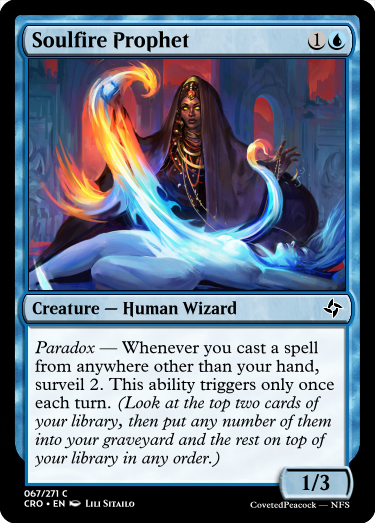 Soulfire Prophet 1
Creature — Human Wizard
Paradox — Whenever you cast a spell
from anywhere other than your hand,
surveil 2. This ability triggers only once
each turn. (Look at the top two cards of
your library, then put any number of them
into your graveyard and the rest on top of
your library in any order.)
1/3
067/271 C
CRO • EN LILI SITAILO
CovetedPeacock — NFS